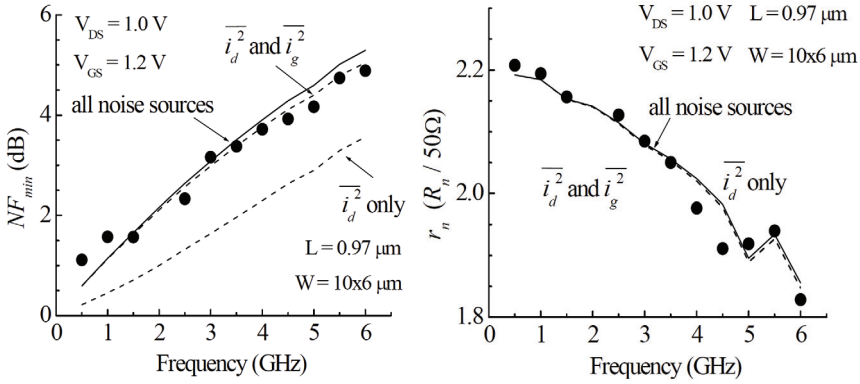 V_DS = 1.0 V
V_GS = 1.2 V
i_d^2 and i_g^2
all noise sources
i_d^2 only
L = 0.97 μm
W = 10x6 μm
NF_min (dB)
6
4
2
0
0 1 2 3 4 5 6
Frequency (GHz)
V_DS = 1.0 V L = 0.97 μm
V_GS = 1.2 V W = 10x6 μm
all noise sources
i_d^2 and i_g^2
i_d^2 only
r_n (R_n / 50Ω)
2.2
2.0
1.8
0 1 2 3 4 5 6
Frequency (GHz)